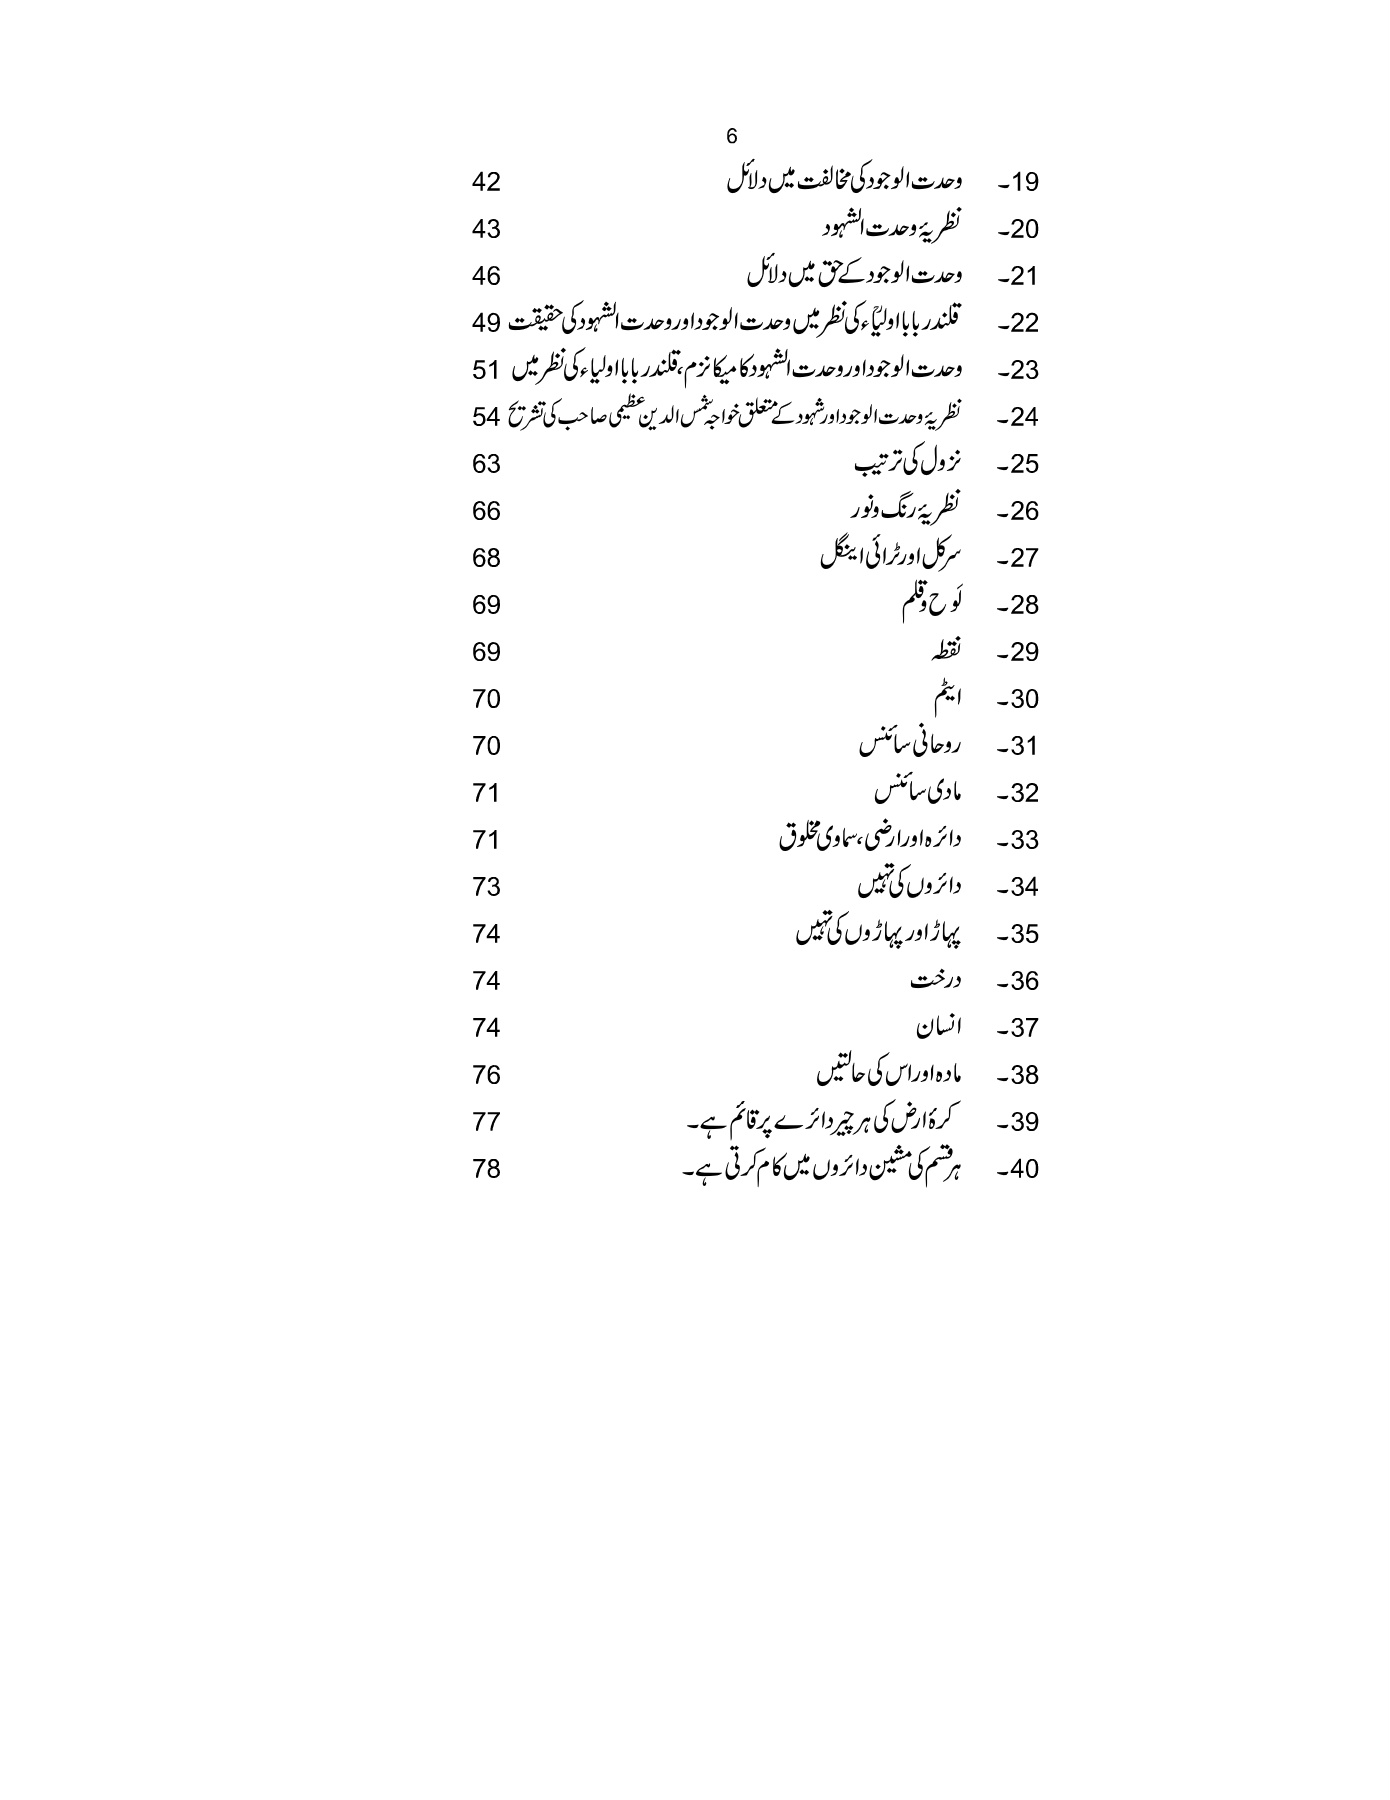 6
19۔ وحدت الوجود کی مخالفت میں دلائل 42
20۔ نظریۂ وحدت الشہود 43
21۔ وحدت الوجود کے حق میں دلائل 46
22۔ قلندر بابا اولیاؒء کی نظر میں وحدت الوجود اور وحدت الشہود کی حقیقت 49
23۔ وحدت الوجود اور وحدت الشہود کا میکانزم، قلندر بابا اولیاء کی نظر میں 51
24۔ نظریۂ وحدت الوجود اور شہود کے متعلق خواجہ شمس الدین عظیمی صاحب کی تشریح 54
25۔ نزول کی ترتیب 63
26۔ نظریۂ رنگ و نور 66
27۔ سرکل اور ٹرائی اینگل 68
28۔ لَوح و قلم 69
29۔ نقطہ 69
30۔ ایٹم 70
31۔ روحانی سائنس 70
32۔ مادی سائنس 71
33۔ دائرہ اور ارضی، سماوی مخلوق 71
34۔ دائروں کی تہیں 73
35۔ پہاڑ اور پہاڑوں کی تہیں 74
36۔ درخت 74
37۔ انسان 74
38۔ مادہ اور اس کی حالتیں 76
39۔ کرۂ ارض کی ہر چیز دائرے پر قائم ہے۔ 77
40۔ ہر قسم کی مشین دائروں میں کام کرتی ہے۔ 78